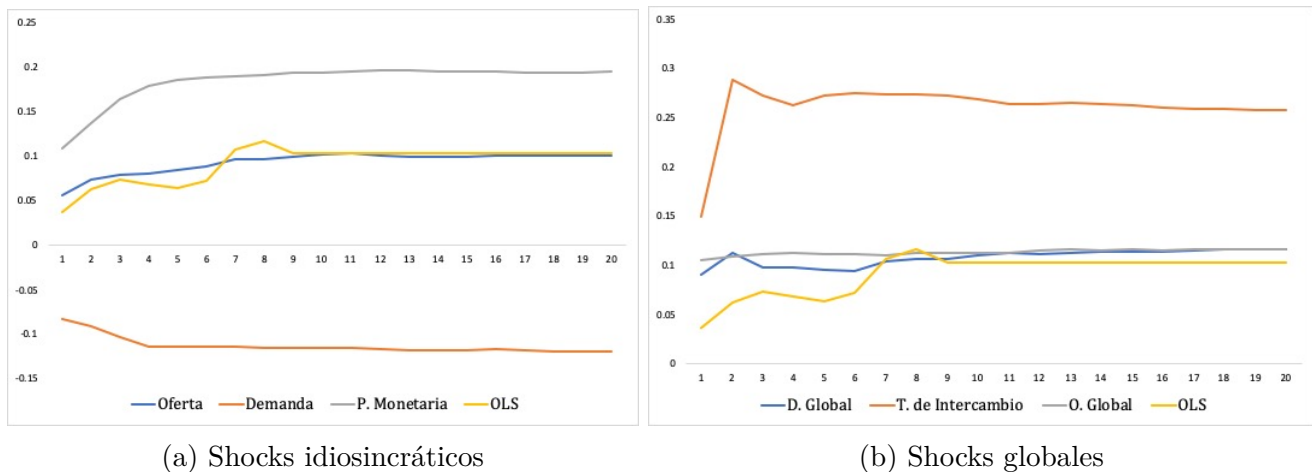 0.25
0.2
0.15
0.1
0.05
0
1 2 3 4 5 6 7 8 9 10 11 12 13 14 15 16 17 18 19 20
-0.05
-0.1
-0.15
Oferta Demanda P. Monetaria OLS
(a) Shocks idiosincráticos
0.35
0.3
0.25
0.2
0.15
0.1
0.05
0
1 2 3 4 5 6 7 8 9 10 11 12 13 14 15 16 17 18 19 20
D. Global T. de Intercambio O. Global OLS
(b) Shocks globales